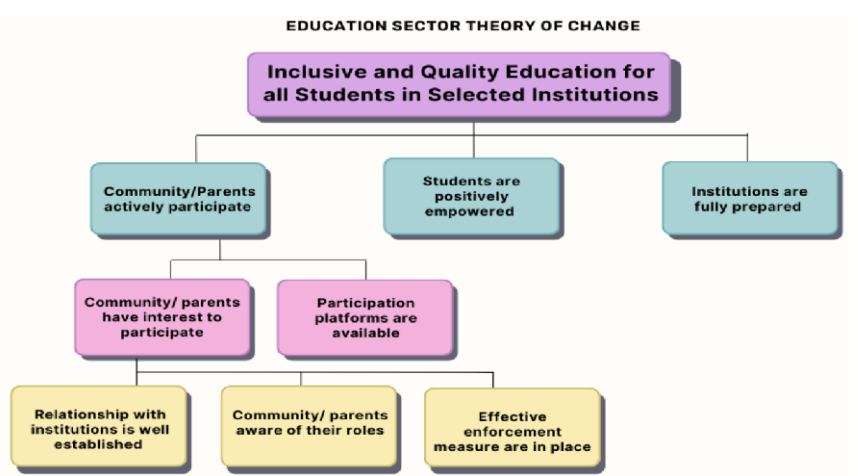 EDUCATION SECTOR THEORY OF CHANGE
Inclusive and Quality Education for
all Students in Selected Institutions
Community/Parents
actively participate
Students are
positively
empowered
Institutions are
fully prepared
Community/ parents
have interest to
participate
Participation
platforms are
available
Relationship with
institutions is well
established
Community/ parents
aware of their roles
Effective
enforcement
measure are in place